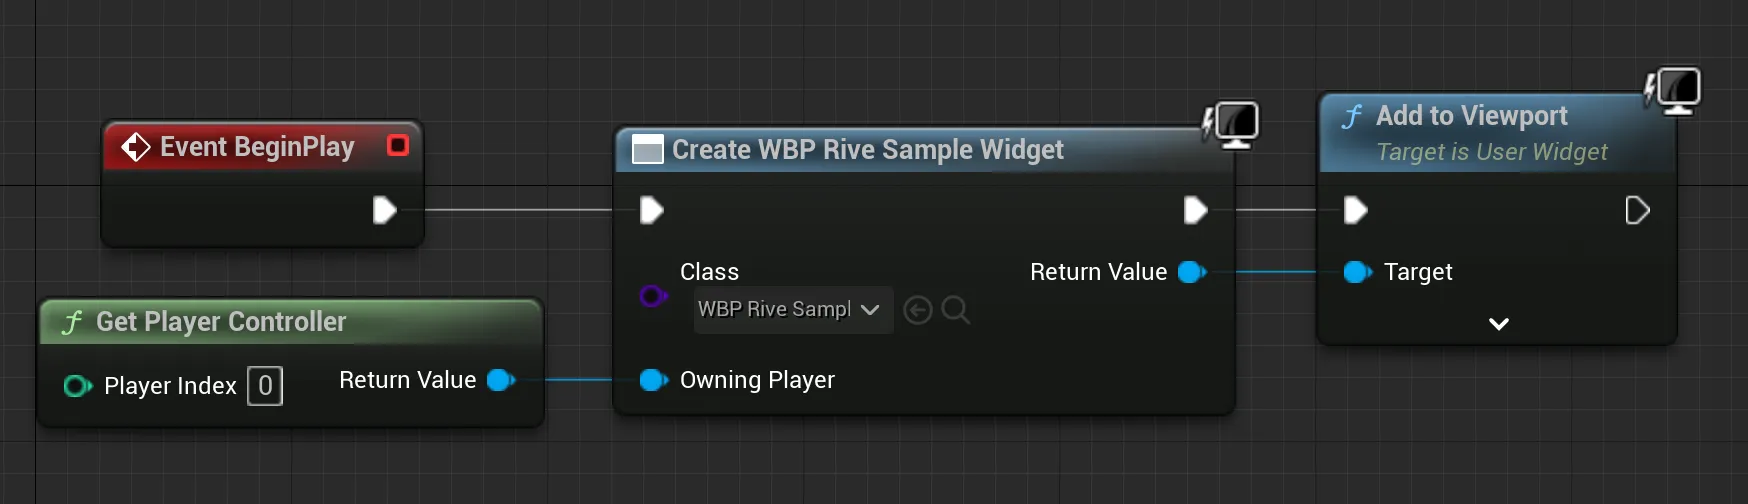 Event BeginPlay
Create WBP Rive Sample Widget
Class
WBP Rive Sampl
Return Value
Owning Player
f Add to Viewport
Target is User Widget
Target
f Get Player Controller
Player Index 0
Return Value